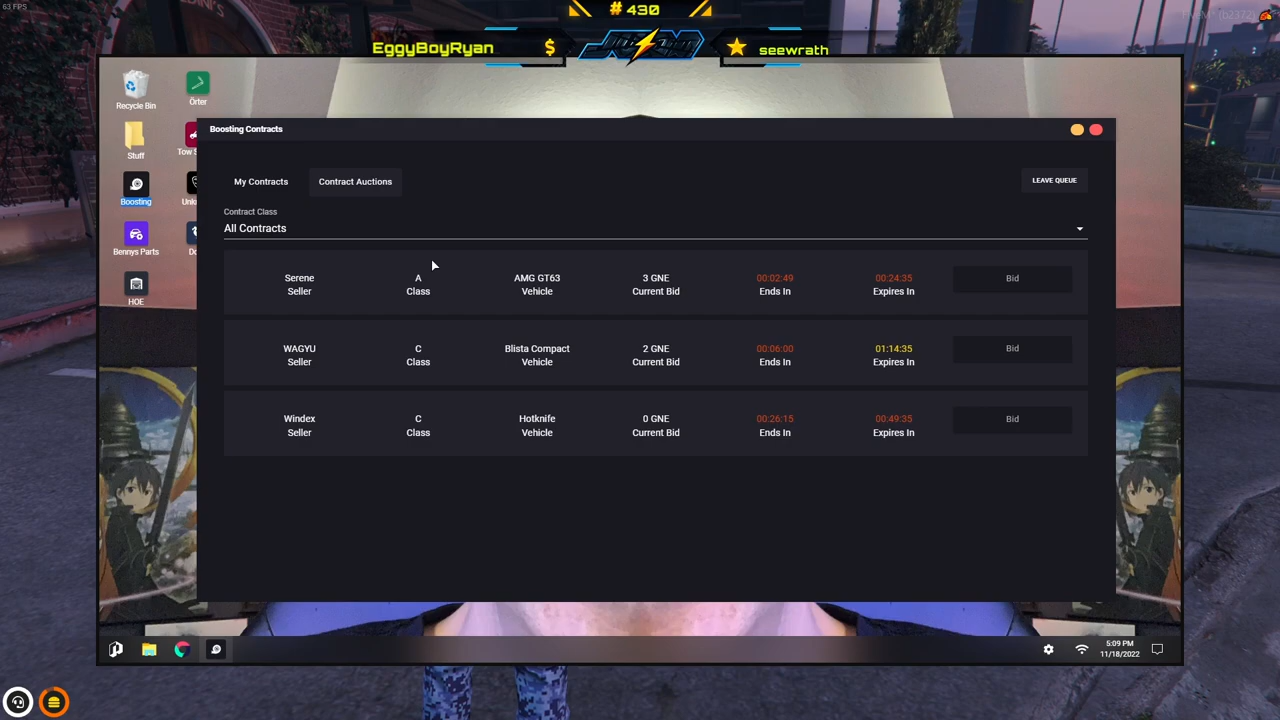 63 FPS
# 430
EggyBoyRyan
$
seewrath
Recycle Bin
Örter
Stuff
Tow S
Boosting
Bennys Parts
HOE
Boosting Contracts
My Contracts
Contract Auctions
LEAVE QUEUE
Contract Class
All Contracts
Serene A AMG GT63 3 GNE 00:02:49 00:24:35 Bid
Seller Class Vehicle Current Bid Ends In Expires In
WAGYU C Blista Compact 2 GNE 00:06:00 01:14:35 Bid
Seller Class Vehicle Current Bid Ends In Expires In
Windex C Hotknife 0 GNE 00:26:15 00:49:35 Bid
Seller Class Vehicle Current Bid Ends In Expires In
5:09 PM
11/18/2022